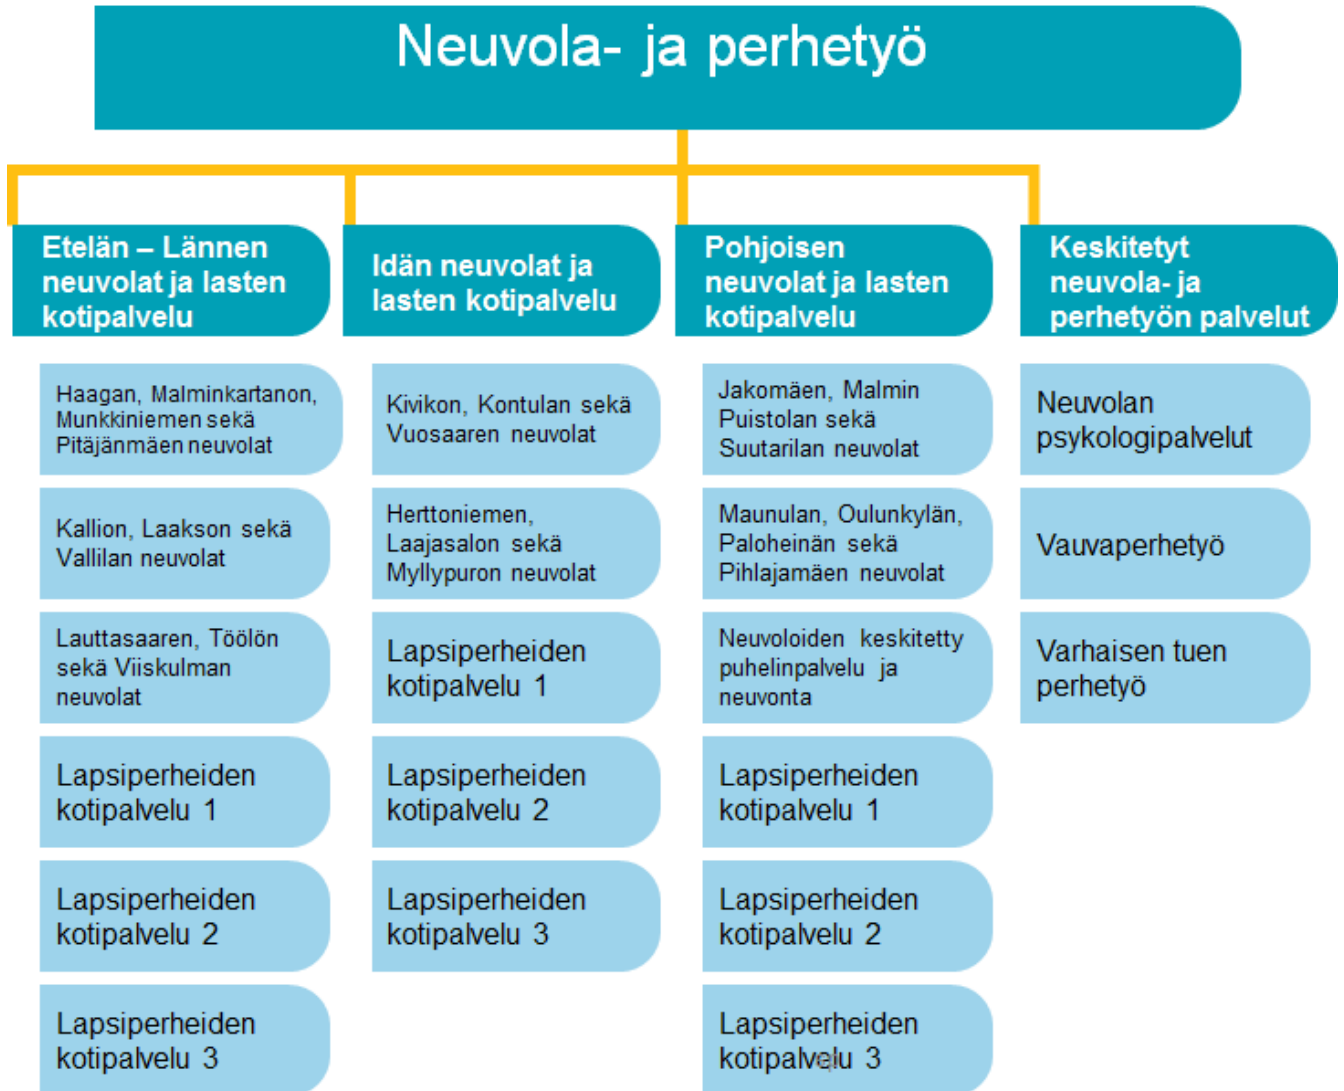 Neuvola- ja perhetyö
Etelän – Lännen
neuvolat ja lasten
kotipalvelu
Haagan, Malminkartanon,
Munkkiniemen sekä
Pitäjänmäen neuvolat
Kallion, Laakson sekä
Vallilan neuvolat
Lauttasaaren, Töölön
sekä Viiskulman
neuvolat
Lapsiperheiden
kotipalvelu 1
Lapsiperheiden
kotipalvelu 2
Lapsiperheiden
kotipalvelu 3
Idän neuvolat ja
lasten kotipalvelu
Kivikon, Kontulan sekä
Vuosaaren neuvolat
Herttoniemen,
Laajasalon sekä
Myllypuron neuvolat
Lapsiperheiden
kotipalvelu 1
Lapsiperheiden
kotipalvelu 2
Lapsiperheiden
kotipalvelu 3
Pohjoisen
neuvolat ja lasten
kotipalvelu
Jakomäen, Malmin
Puistolan sekä
Suutarilan neuvolat
Maunulan, Oulunkylän,
Paloheinän sekä
Pihlajamäen neuvolat
Neuvoloiden keskitetty
puhelinpalvelu ja
neuvonta
Lapsiperheiden
kotipalvelu 1
Lapsiperheiden
kotipalvelu 2
Lapsiperheiden
kotipalvelu 3
Keskitetyt
neuvola- ja
perhetyön palvelut
Neuvolan
psykologipalvelut
Vauvaperhetyö
Varhaisen tuen
perhetyö